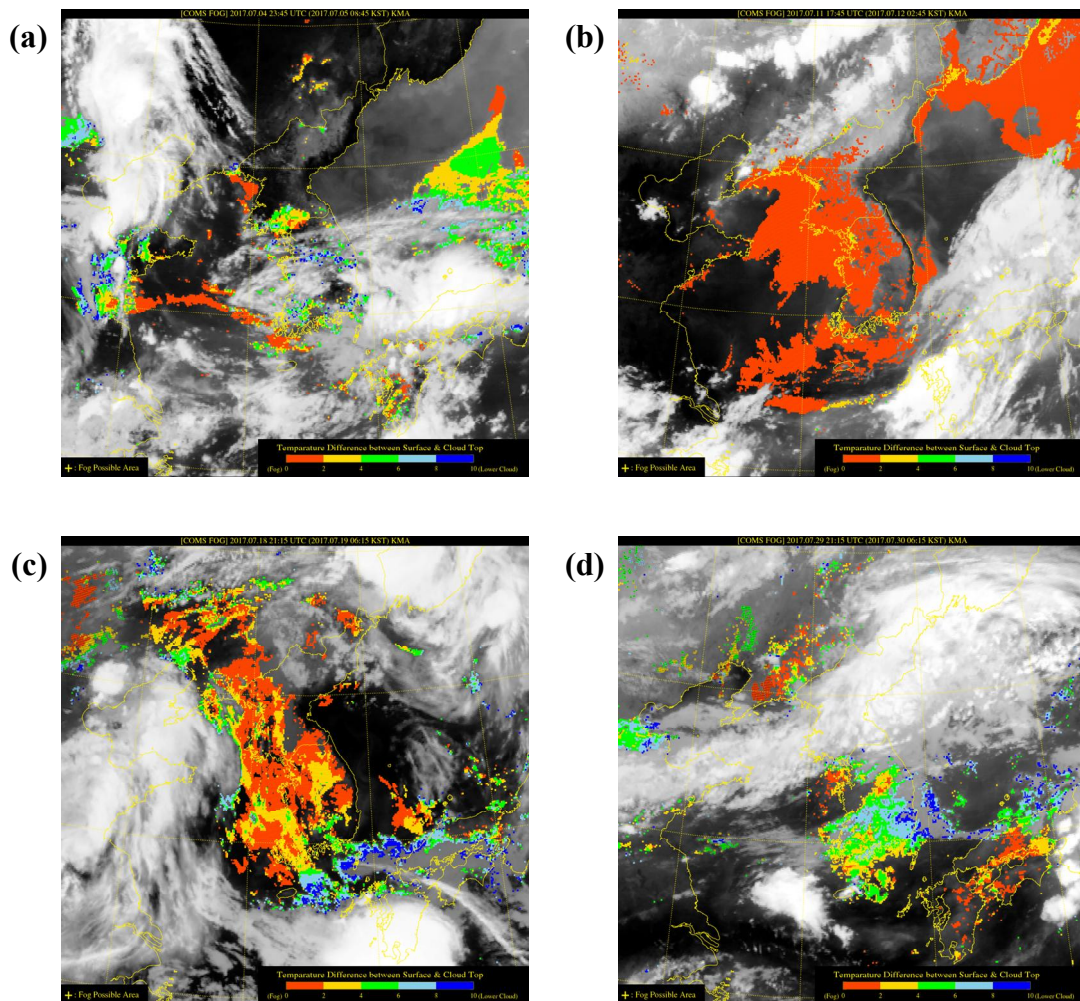 (a)
[COMS FOG] 2017.07.04 23:45 UTC (2017.07.05 08:45 KST) KMA
Temparature Difference between Surface & Cloud Top
+ : Fog Possible Area
(Fog) 0 2 4 6 8 10 (Lower Cloud)
(b)
[COMS FOG] 2017.07.11 17:45 UTC (2017.07.12 02:45 KST) KMA
Temparature Difference between Surface & Cloud Top
+ : Fog Possible Area
(Fog) 0 2 4 6 8 10 (Lower Cloud)
(c)
[COMS FOG] 2017.07.18 21:15 UTC (2017.07.19 06:15 KST) KMA
Temparature Difference between Surface & Cloud Top
+ : Fog Possible Area
(Fog) 0 2 4 6 8 10 (Lower Cloud)
(d)
[COMS FOG] 2017.07.29 21:15 UTC (2017.07.30 06:15 KST) KMA
Temparature Difference between Surface & Cloud Top
+ : Fog Possible Area
(Fog) 0 2 4 6 8 10 (Lower Cloud)